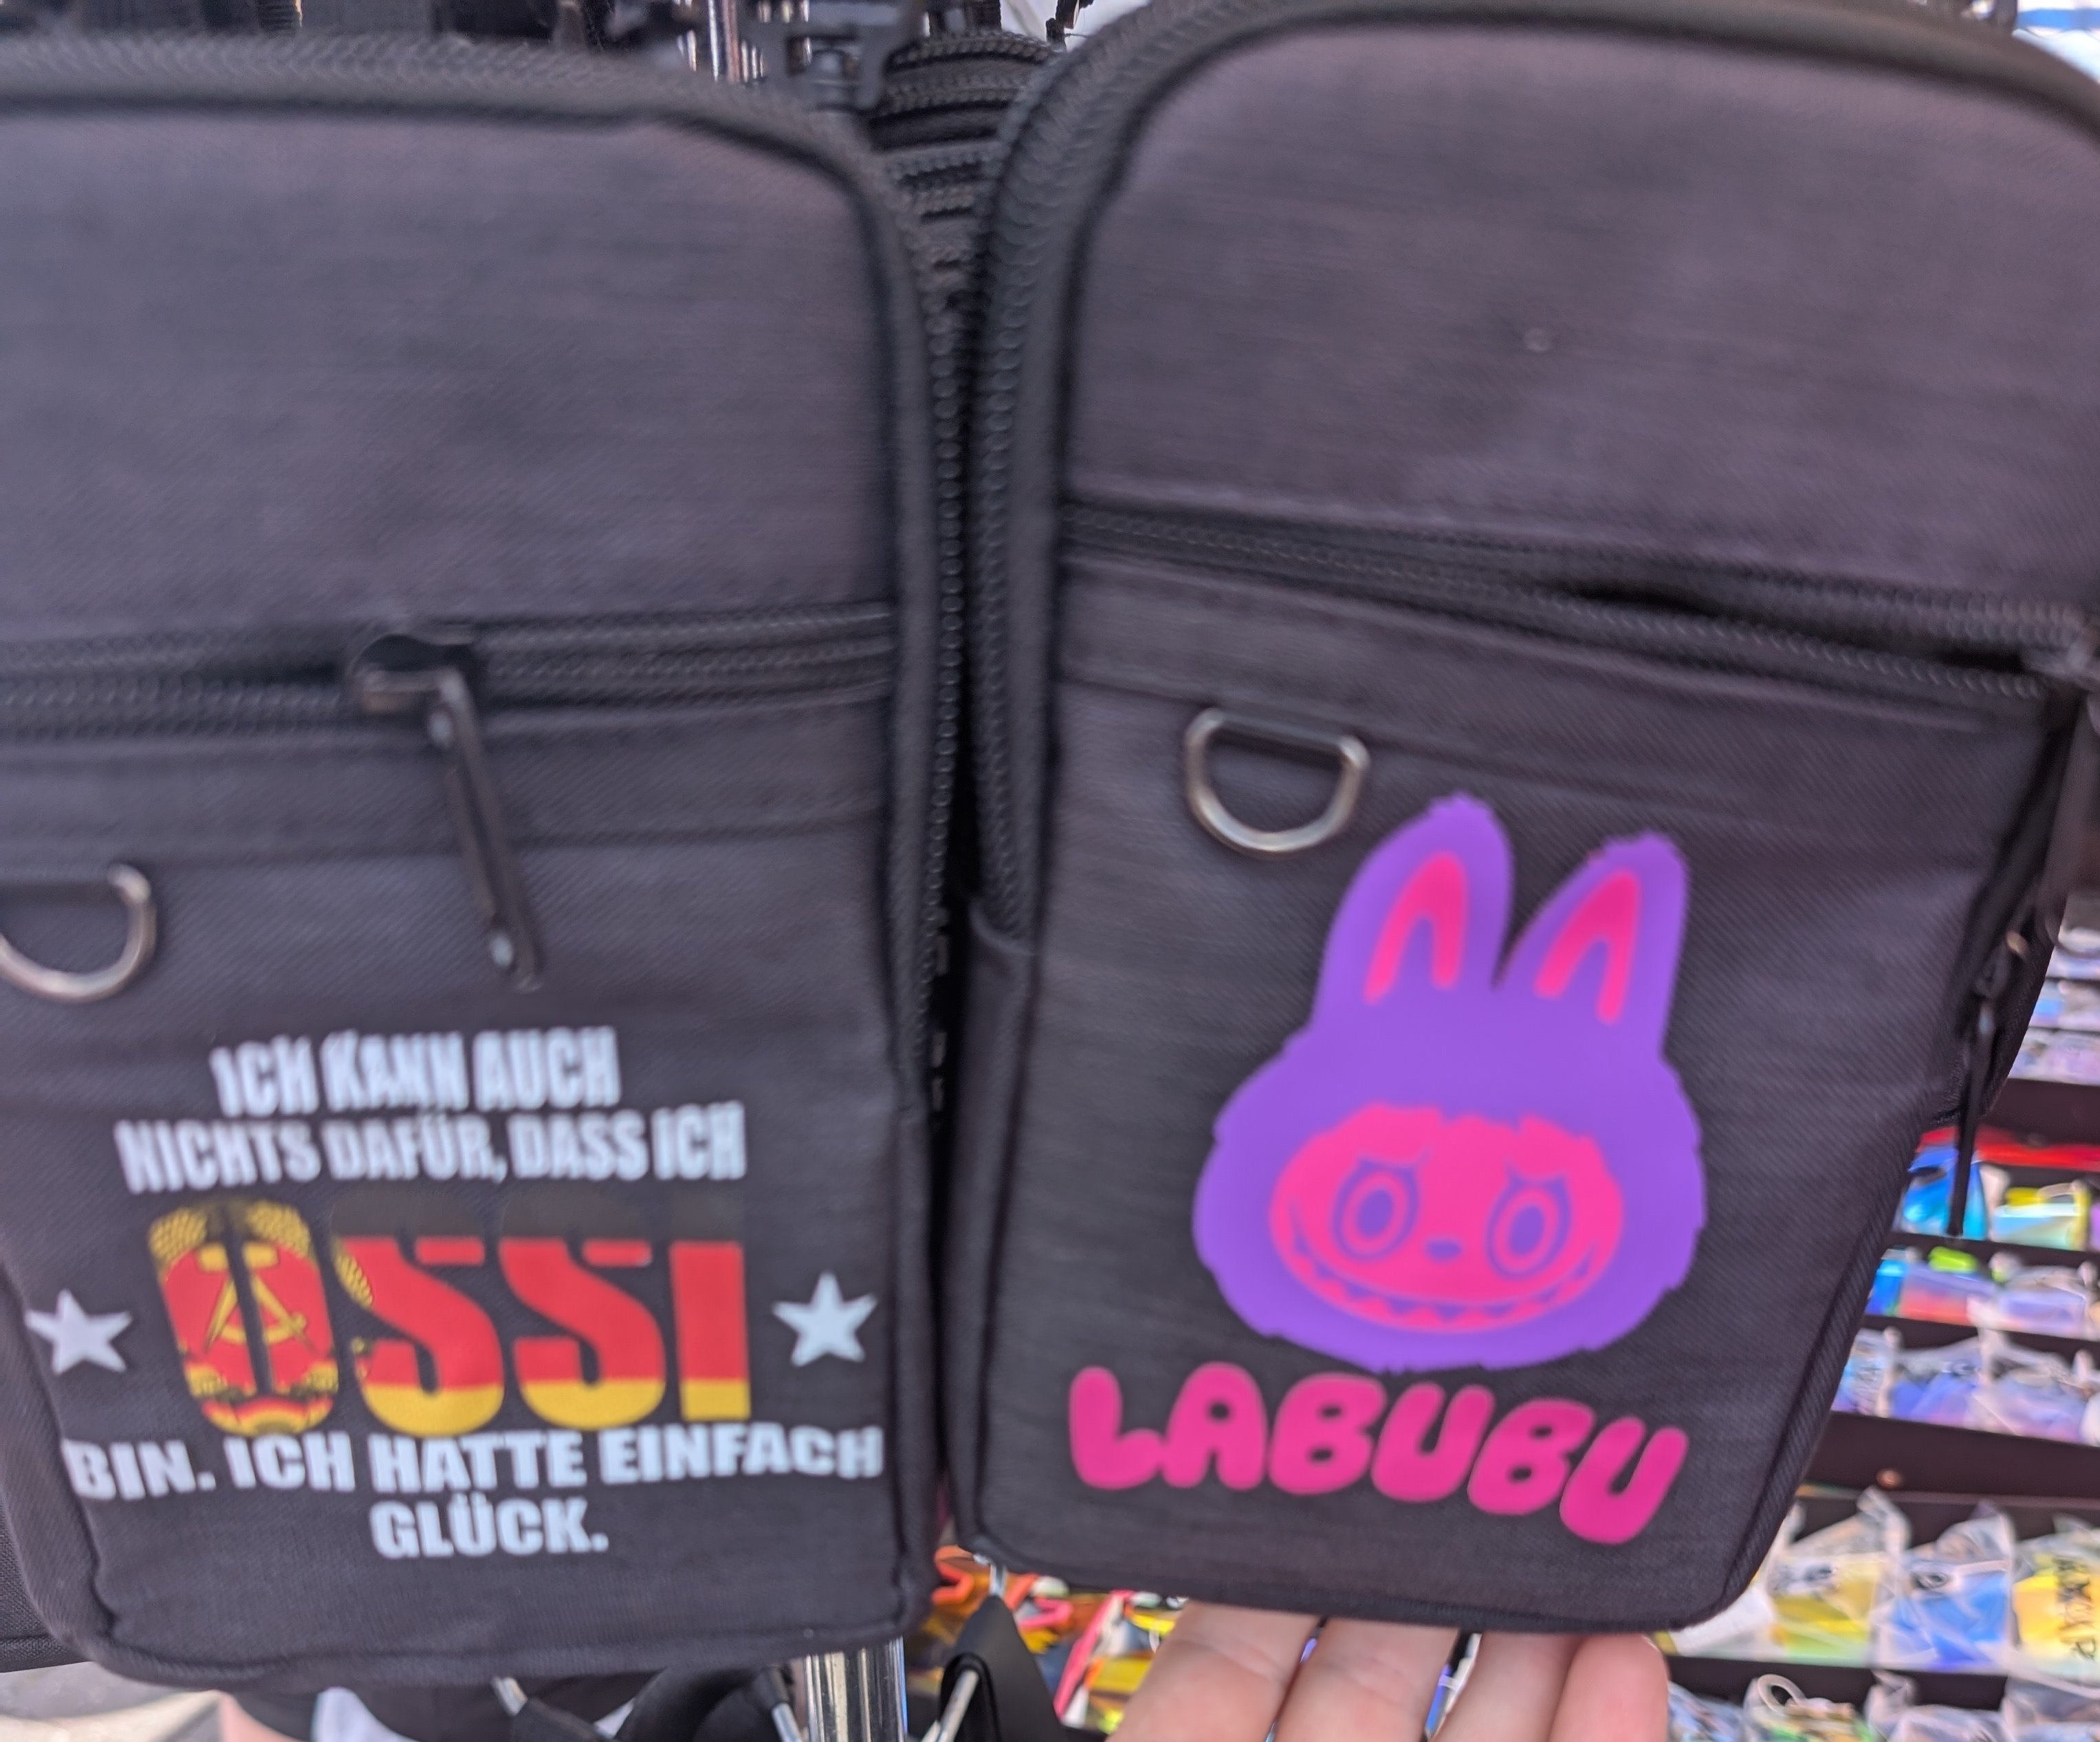 ICH KANN AUCH
NICHTS DAFÜR, DASS ICH
OSSI
BIN. ICH HATTE EINFACH
GLÜCK.
LABUBU